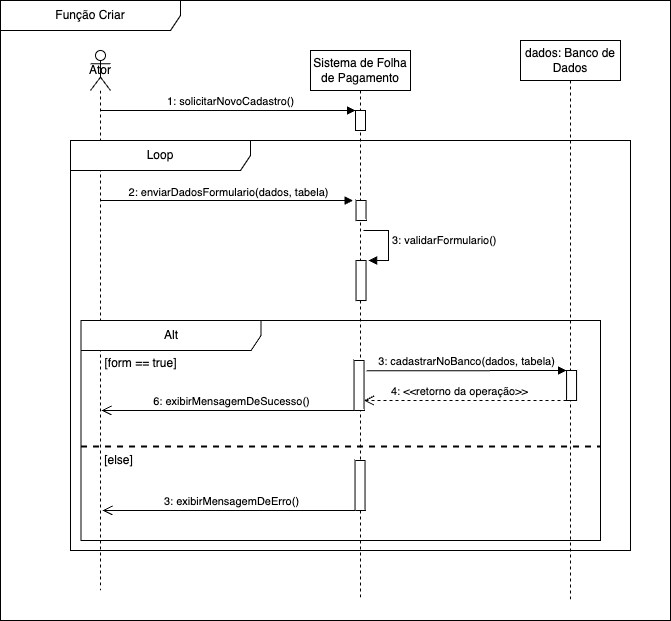 Função Criar
Ator
Sistema de Folha
de Pagamento
dados: Banco de
Dados
1: solicitarNovoCadastro()
Loop
2: enviarDadosFormulario(dados, tabela)
3: validarFormulario()
Alt
[form == true]
3: cadastrarNoBanco(dados, tabela)
4: <<retorno da operação>>
6: exibirMensagemDeSucesso()
[else]
3: exibirMensagemDeErro()